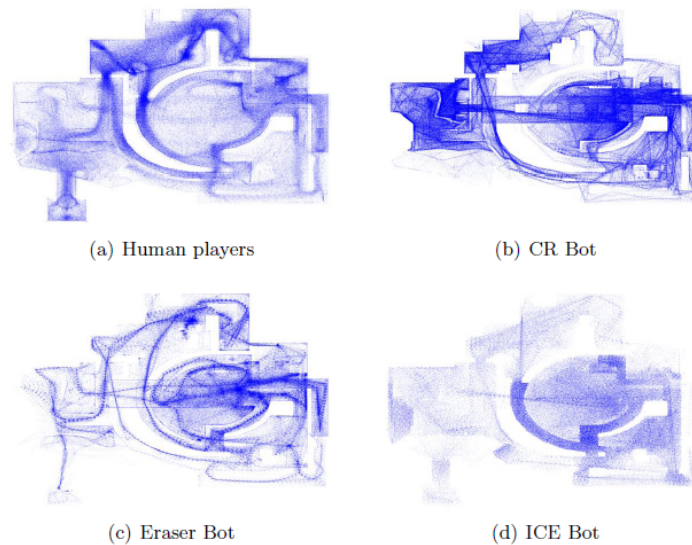 (a) Human players
(b) CR Bot
(c) Eraser Bot
(d) ICE Bot